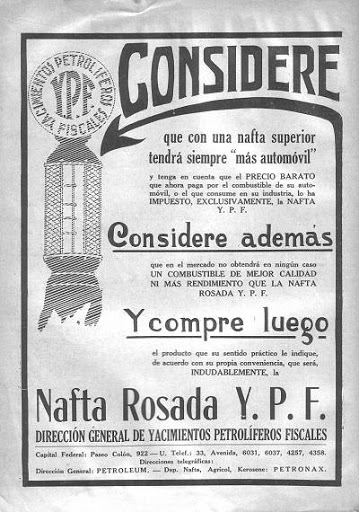 YACIMIENTOS PETROLIFEROS FISCALES
Y.P.F.
CONSIDERE
que con una nafta superior
tendrá siempre "más automóvil"
y tenga en cuenta que el PRECIO BARATO
que ahora paga por el combustible de su auto-
móvil, o el que consume en su industria, lo ha
IMPUESTO, EXCLUSIVAMENTE, la NAFTA
Y. P. F.
Considere además
que en el mercado no obtendrá en ningún caso
UN COMBUSTIBLE DE MEJOR CALIDAD
NI MÁS RENDIMIENTO QUE LA NAFTA
ROSADA Y. P. F.
Y compre luego
el producto que su sentido práctico le indique,
de acuerdo con su propia conveniencia, que será,
INDUDABLEMENTE, la
Nafta Rosada Y. P. F.
DIRECCIÓN GENERAL DE YACIMIENTOS PETROLÍFEROS FISCALES
Capital Federal: Paseo Colón, 922 — U. Telef.: 33, Avenida, 6031, 6037, 4257, 4358.
Direcciones telegráficas:
Dirección General: PETROLEUM, — Dep. Nafta, Agricol, Kerosene: PETRONAX.